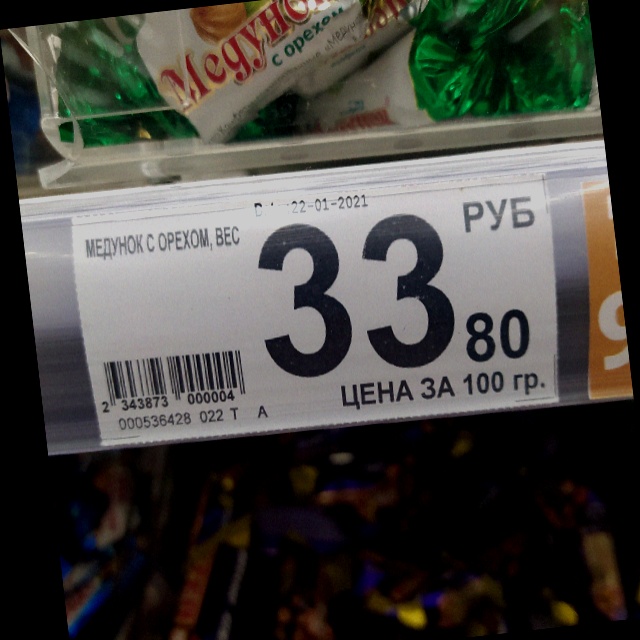 Медунок
с орехом
22-01-2021
МЕДУНОК С ОРЕХОМ, ВЕС
33 80
РУБ
ЦЕНА ЗА 100 гр.
2 343873 000004
000536428 022 Т А